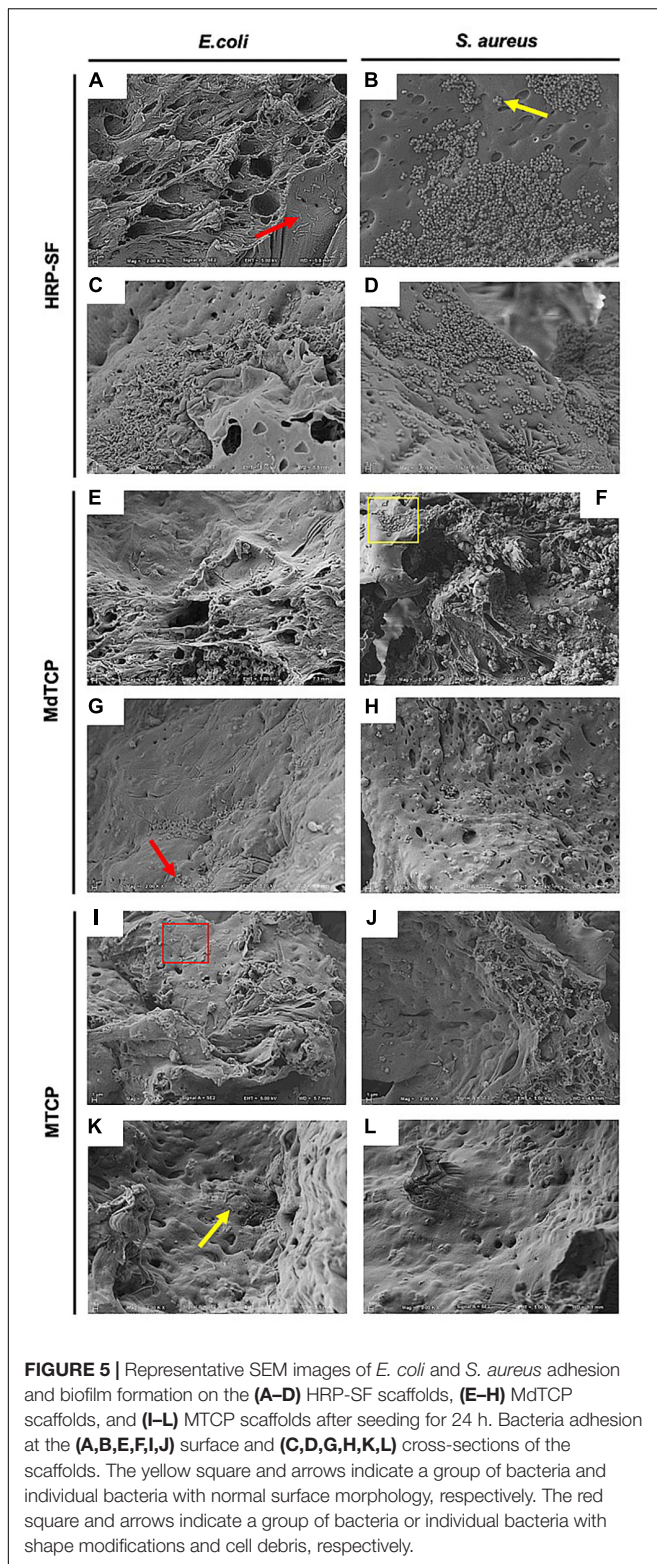 E.coli
S. aureus
HRP-SF
A
B
C
D
MdTCP
E
F
G
H
MTCP
I
J
K
L
FIGURE 5 | Representative SEM images of E. coli and S. aureus adhesion
and biofilm formation on the (A–D) HRP-SF scaffolds, (E–H) MdTCP
scaffolds, and (I–L) MTCP scaffolds after seeding for 24 h. Bacteria adhesion
at the (A,B,E,F,I,J) surface and (C,D,G,H,K,L) cross-sections of the
scaffolds. The yellow square and arrows indicate a group of bacteria and
individual bacteria with normal surface morphology, respectively. The red
square and arrows indicate a group of bacteria or individual bacteria with
shape modifications and cell debris, respectively.